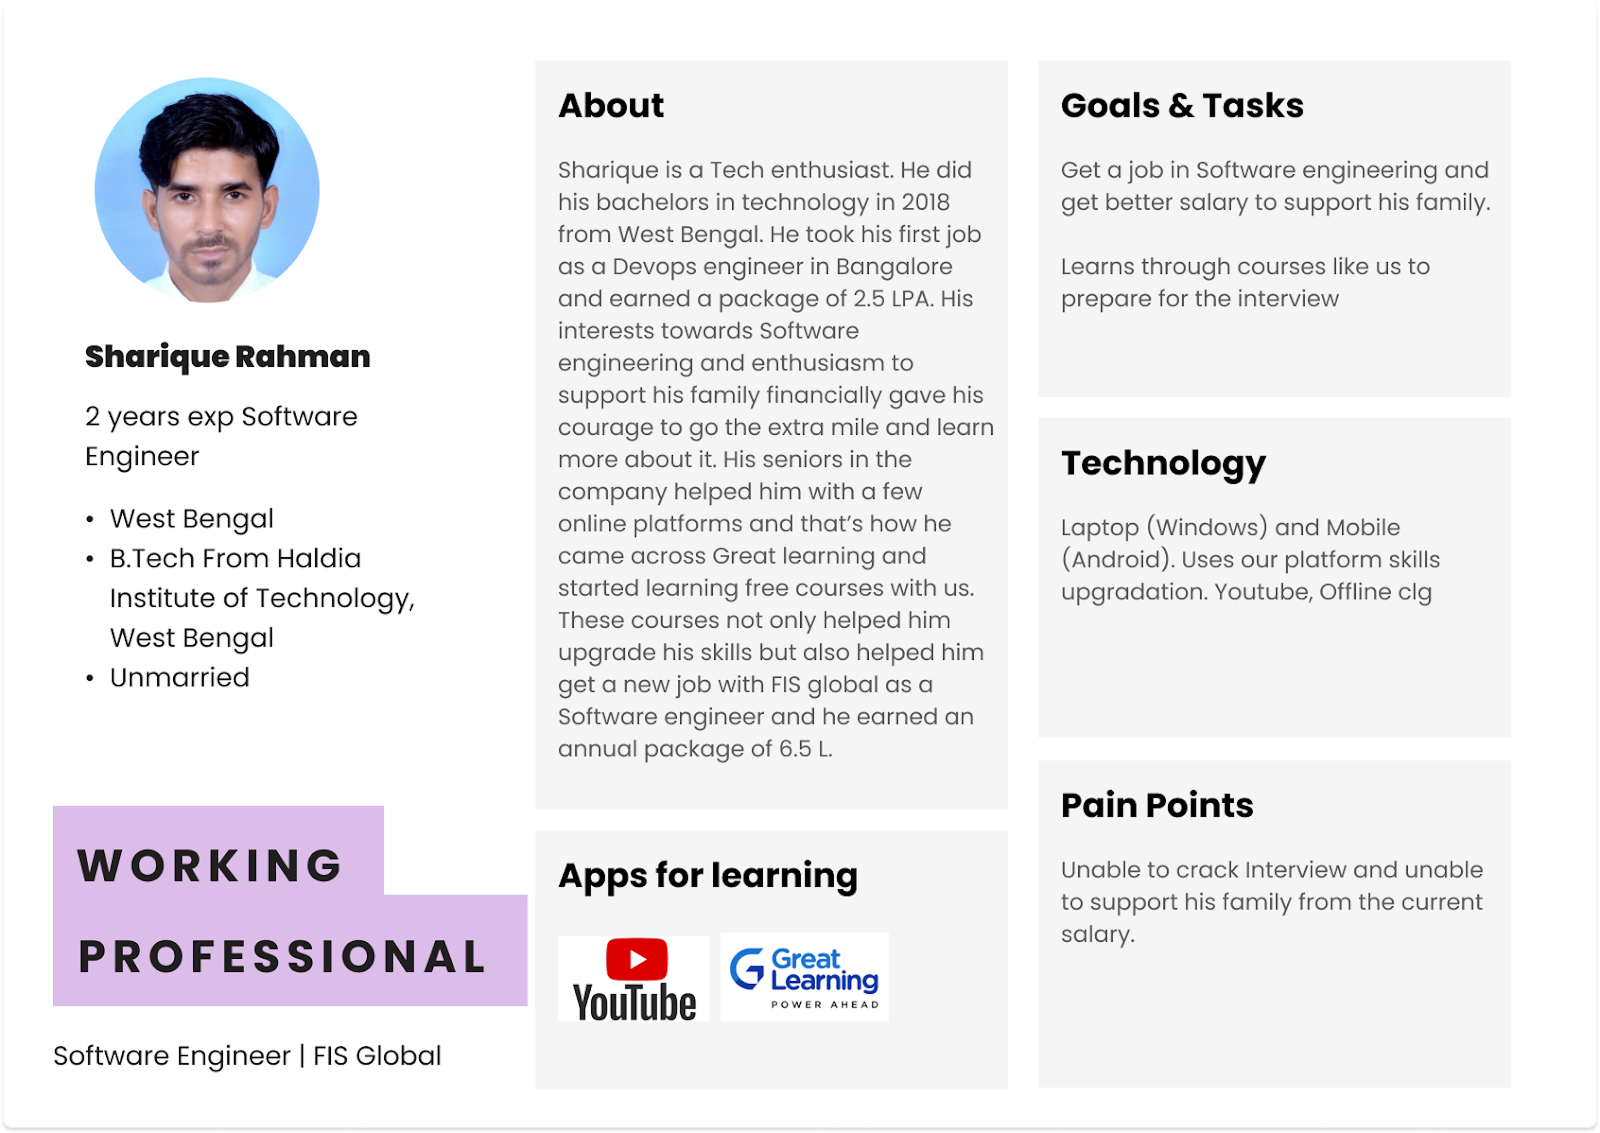 Sharique Rahman
2 years exp Software
Engineer
• West Bengal
• B.Tech From Haldia
Institute of Technology,
West Bengal
• Unmarried
WORKING
PROFESSIONAL
Software Engineer | FIS Global
About
Sharique is a Tech enthusiast. He did
his bachelors in technology in 2018
from West Bengal. He took his first job
as a Devops engineer in Bangalore
and earned a package of 2.5 LPA. His
interests towards Software
engineering and enthusiasm to
support his family financially gave his
courage to go the extra mile and learn
more about it. His seniors in the
company helped him with a few
online platforms and that’s how he
came across Great learning and
started learning free courses with us.
These courses not only helped him
upgrade his skills but also helped him
get a new job with FIS global as a
Software engineer and he earned an
annual package of 6.5 L.
Apps for learning
YouTube
Great
Learning
POWER AHEAD
Goals & Tasks
Get a job in Software engineering and
get better salary to support his family.
Learns through courses like us to
prepare for the interview
Technology
Laptop (Windows) and Mobile
(Android). Uses our platform skills
upgradation. Youtube, Offline clg
Pain Points
Unable to crack Interview and unable
to support his family from the current
salary.